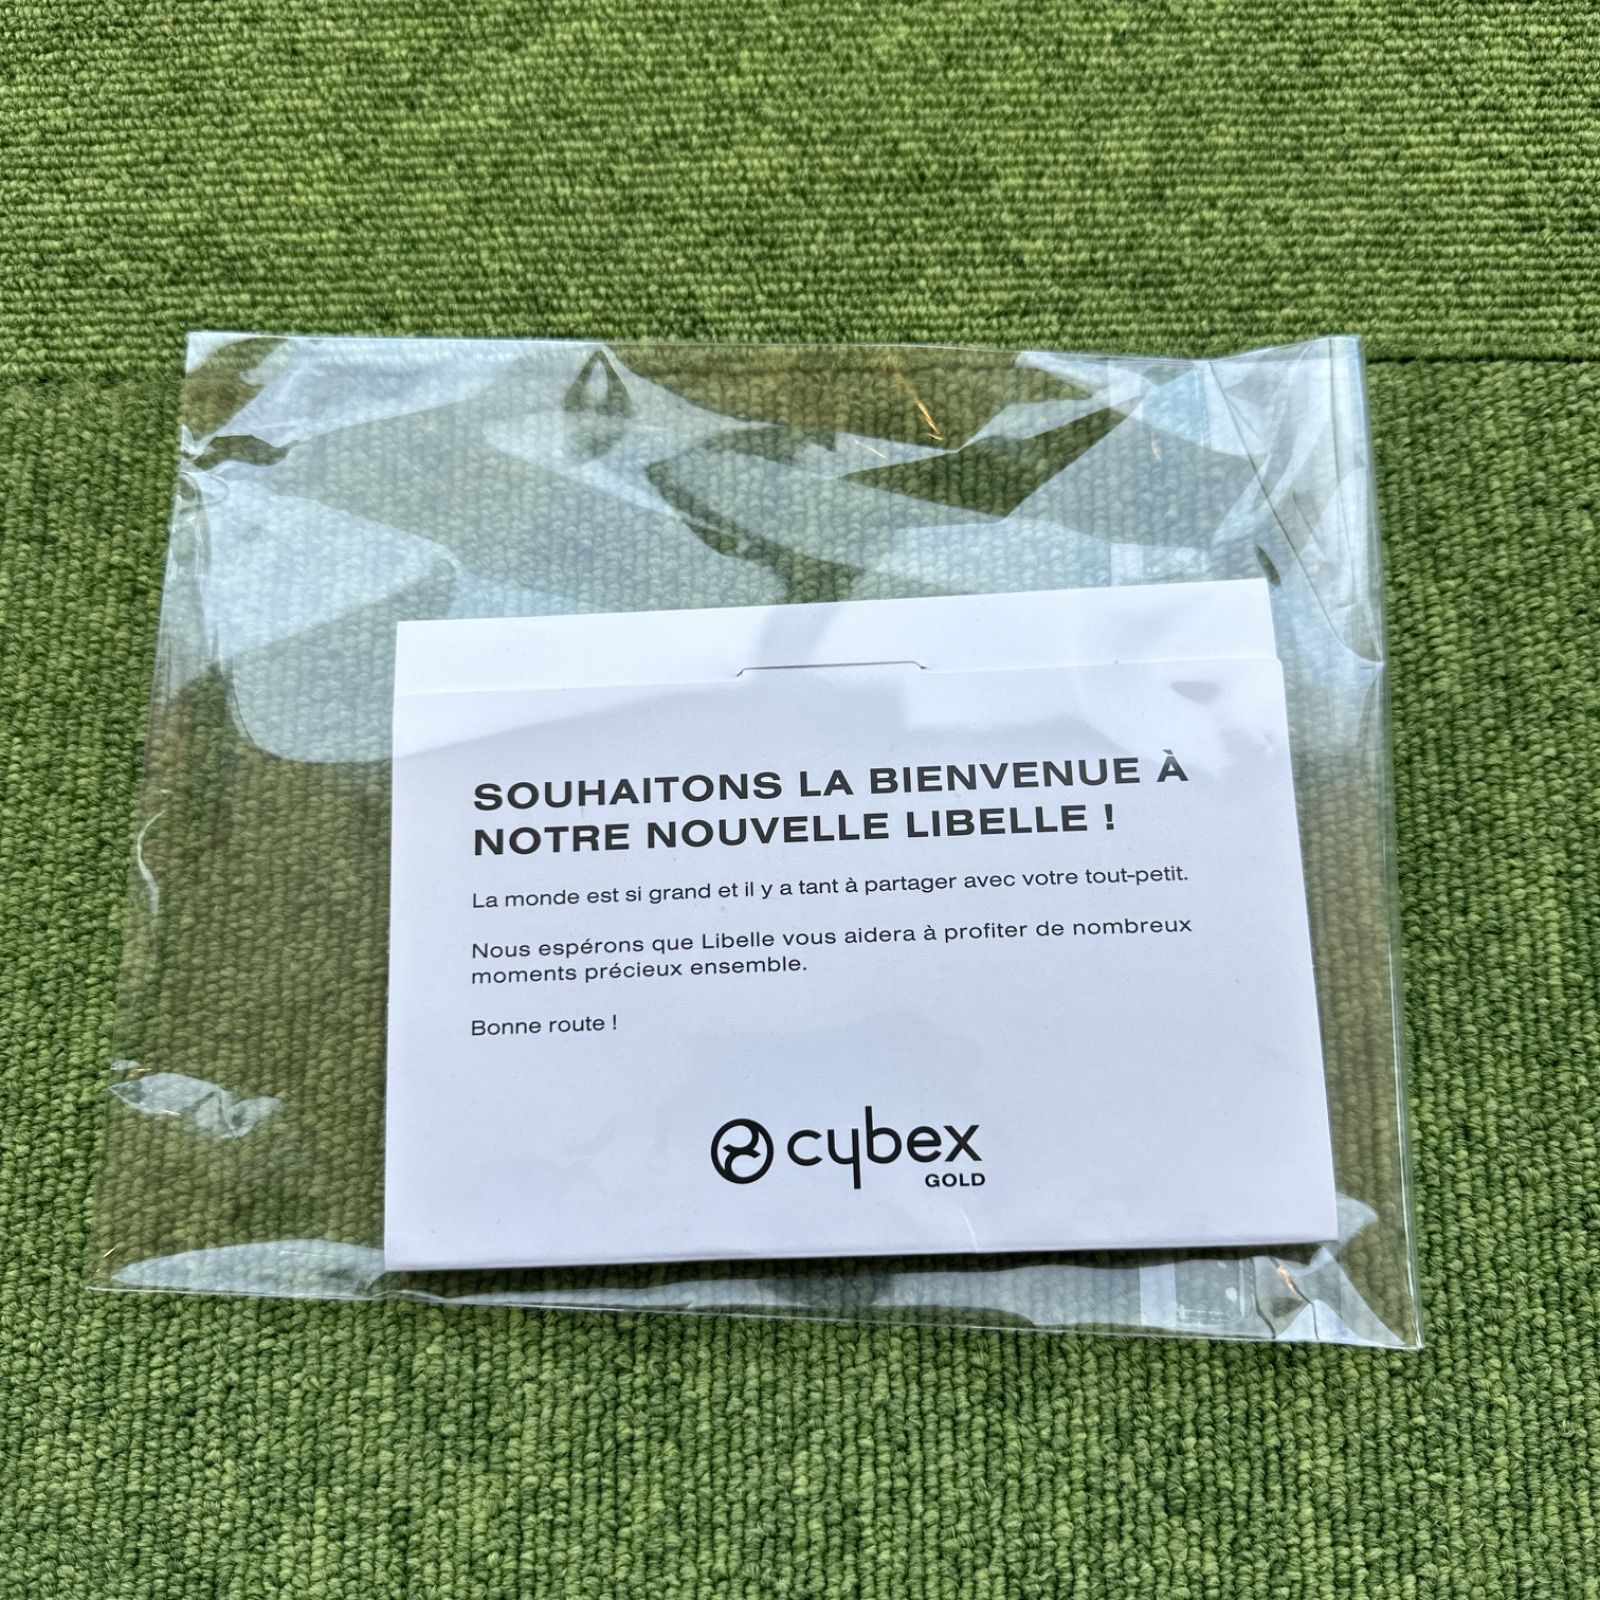 SOUHAITONS LA BIENVENUE À
NOTRE NOUVELLE LIBELLE !
La monde est si grand et il y a tant à partager avec votre tout-petit.
Nous espérons que Libelle vous aidera à profiter de nombreux
moments précieux ensemble.
Bonne route !
cybex
GOLD